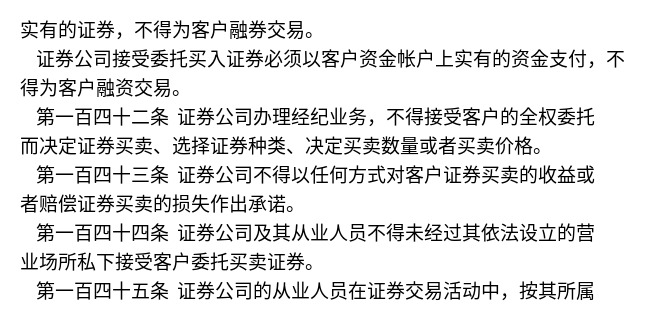 实有的证券，不得为客户融券交易。
证券公司接受委托买入证券必须以客户资金帐户上实有的资金支付，不
得为客户融资交易。
第一百四十二条 证券公司办理经纪业务，不得接受客户的全权委托
而决定证券买卖、选择证券种类、决定买卖数量或者买卖价格。
第一百四十三条 证券公司不得以任何方式对客户证券买卖的收益或
者赔偿证券买卖的损失作出承诺。
第一百四十四条 证券公司及其从业人员不得未经过其依法设立的营
业场所私下接受客户委托买卖证券。
第一百四十五条 证券公司的从业人员在证券交易活动中，按其所属